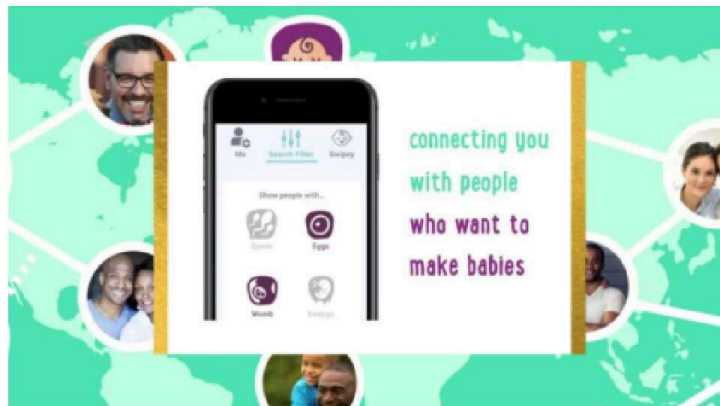 Me Search Filter Swipey
Show people with...
Sperm Eggs
Womb Embryo
connecting you
with people
who want to
make babies